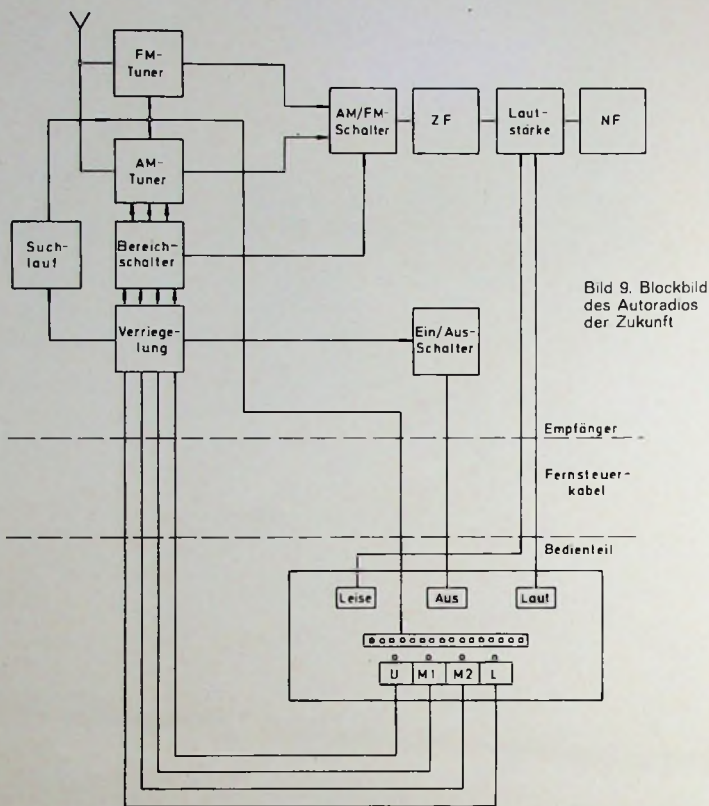 FM-
Tuner
AM/FM-
Schalter
ZF
Laut-
stärke
NF
AM-
Tuner
Such-
lauf
Bereich-
schalter
Bild 9. Blockbild
des Autoradios
der Zukunft
Verriege-
lung
Ein/Aus-
Schalter
Empfänger
Fernsteuer-
kabel
Bedienteil
Leise
Aus
Laut
U M1 M2 L